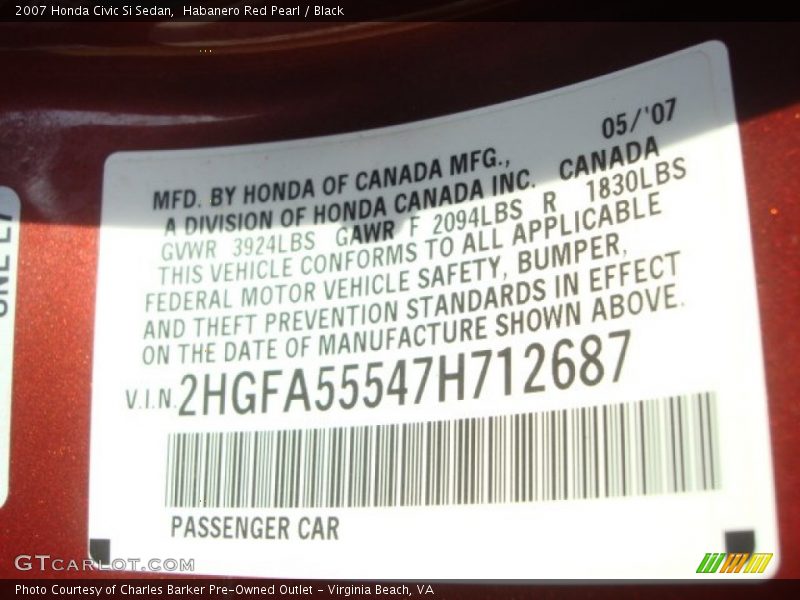 2007 Honda Civic Si Sedan,  Habanero Red Pearl / Black
05/'07
MFD. BY HONDA OF CANADA MFG.,
A DIVISION OF HONDA CANADA INC. CANADA
GVWR 3924LBS GAWR F 2094LBS R 1830LBS
THIS VEHICLE CONFORMS TO ALL APPLICABLE
FEDERAL MOTOR VEHICLE SAFETY, BUMPER,
AND THEFT PREVENTION STANDARDS IN EFFECT
ON THE DATE OF MANUFACTURE SHOWN ABOVE.
V.I.N. 2HGFA55547H712687
PASSENGER CAR
GTCARLOT.COM
Photo Courtesy of Charles Barker Pre-Owned Outlet - Virginia Beach, VA